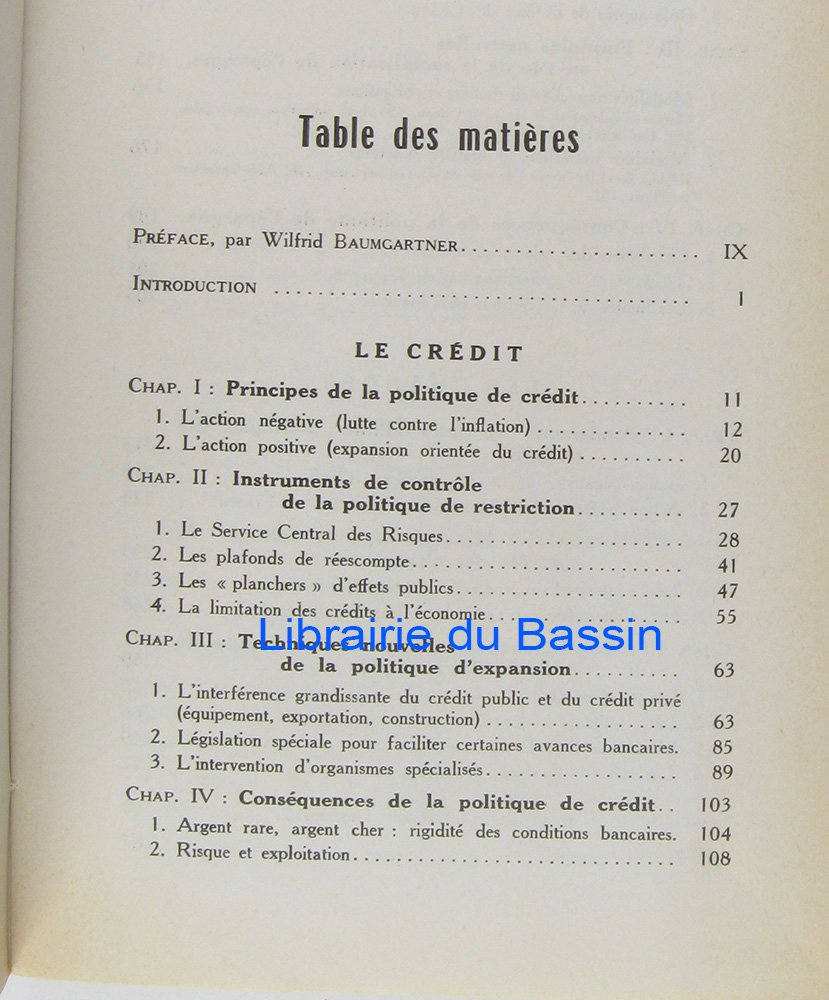 Table des matières
PRÉFACE, par Wilfrid BAUMGARTNER........................ IX
INTRODUCTION ...................................... 1
LE CRÉDIT
CHAP. I : Principes de la politique de crédit.......... 11
1. L'action négative (lutte contre l'inflation) .............. 12
2. L'action positive (expansion orientée du crédit) .......... 20
CHAP. II : Instruments de contrôle
de la politique de restriction.......... 27
1. Le Service Central des Risques...................... 28
2. Les plafonds de réescompte......................... 41
3. Les « planchers » d'effets publics..................... 47
4. La limitation des crédits à l'économie.................. 55
Librairie du Bassin
CHAP. III : Techniques nouvelles
de la politique d'expansion.......... 63
1. L'interférence grandissante du crédit public et du crédit privé
(équipement, exportation, construction) .................. 63
2. Législation spéciale pour faciliter certaines avances bancaires. 85
3. L'intervention d'organismes spécialisés.................. 89
CHAP. IV : Conséquences de la politique de crédit.. 103
1. Argent rare, argent cher : rigidité des conditions bancaires. 104
2. Risque et exploitation.............................. 108